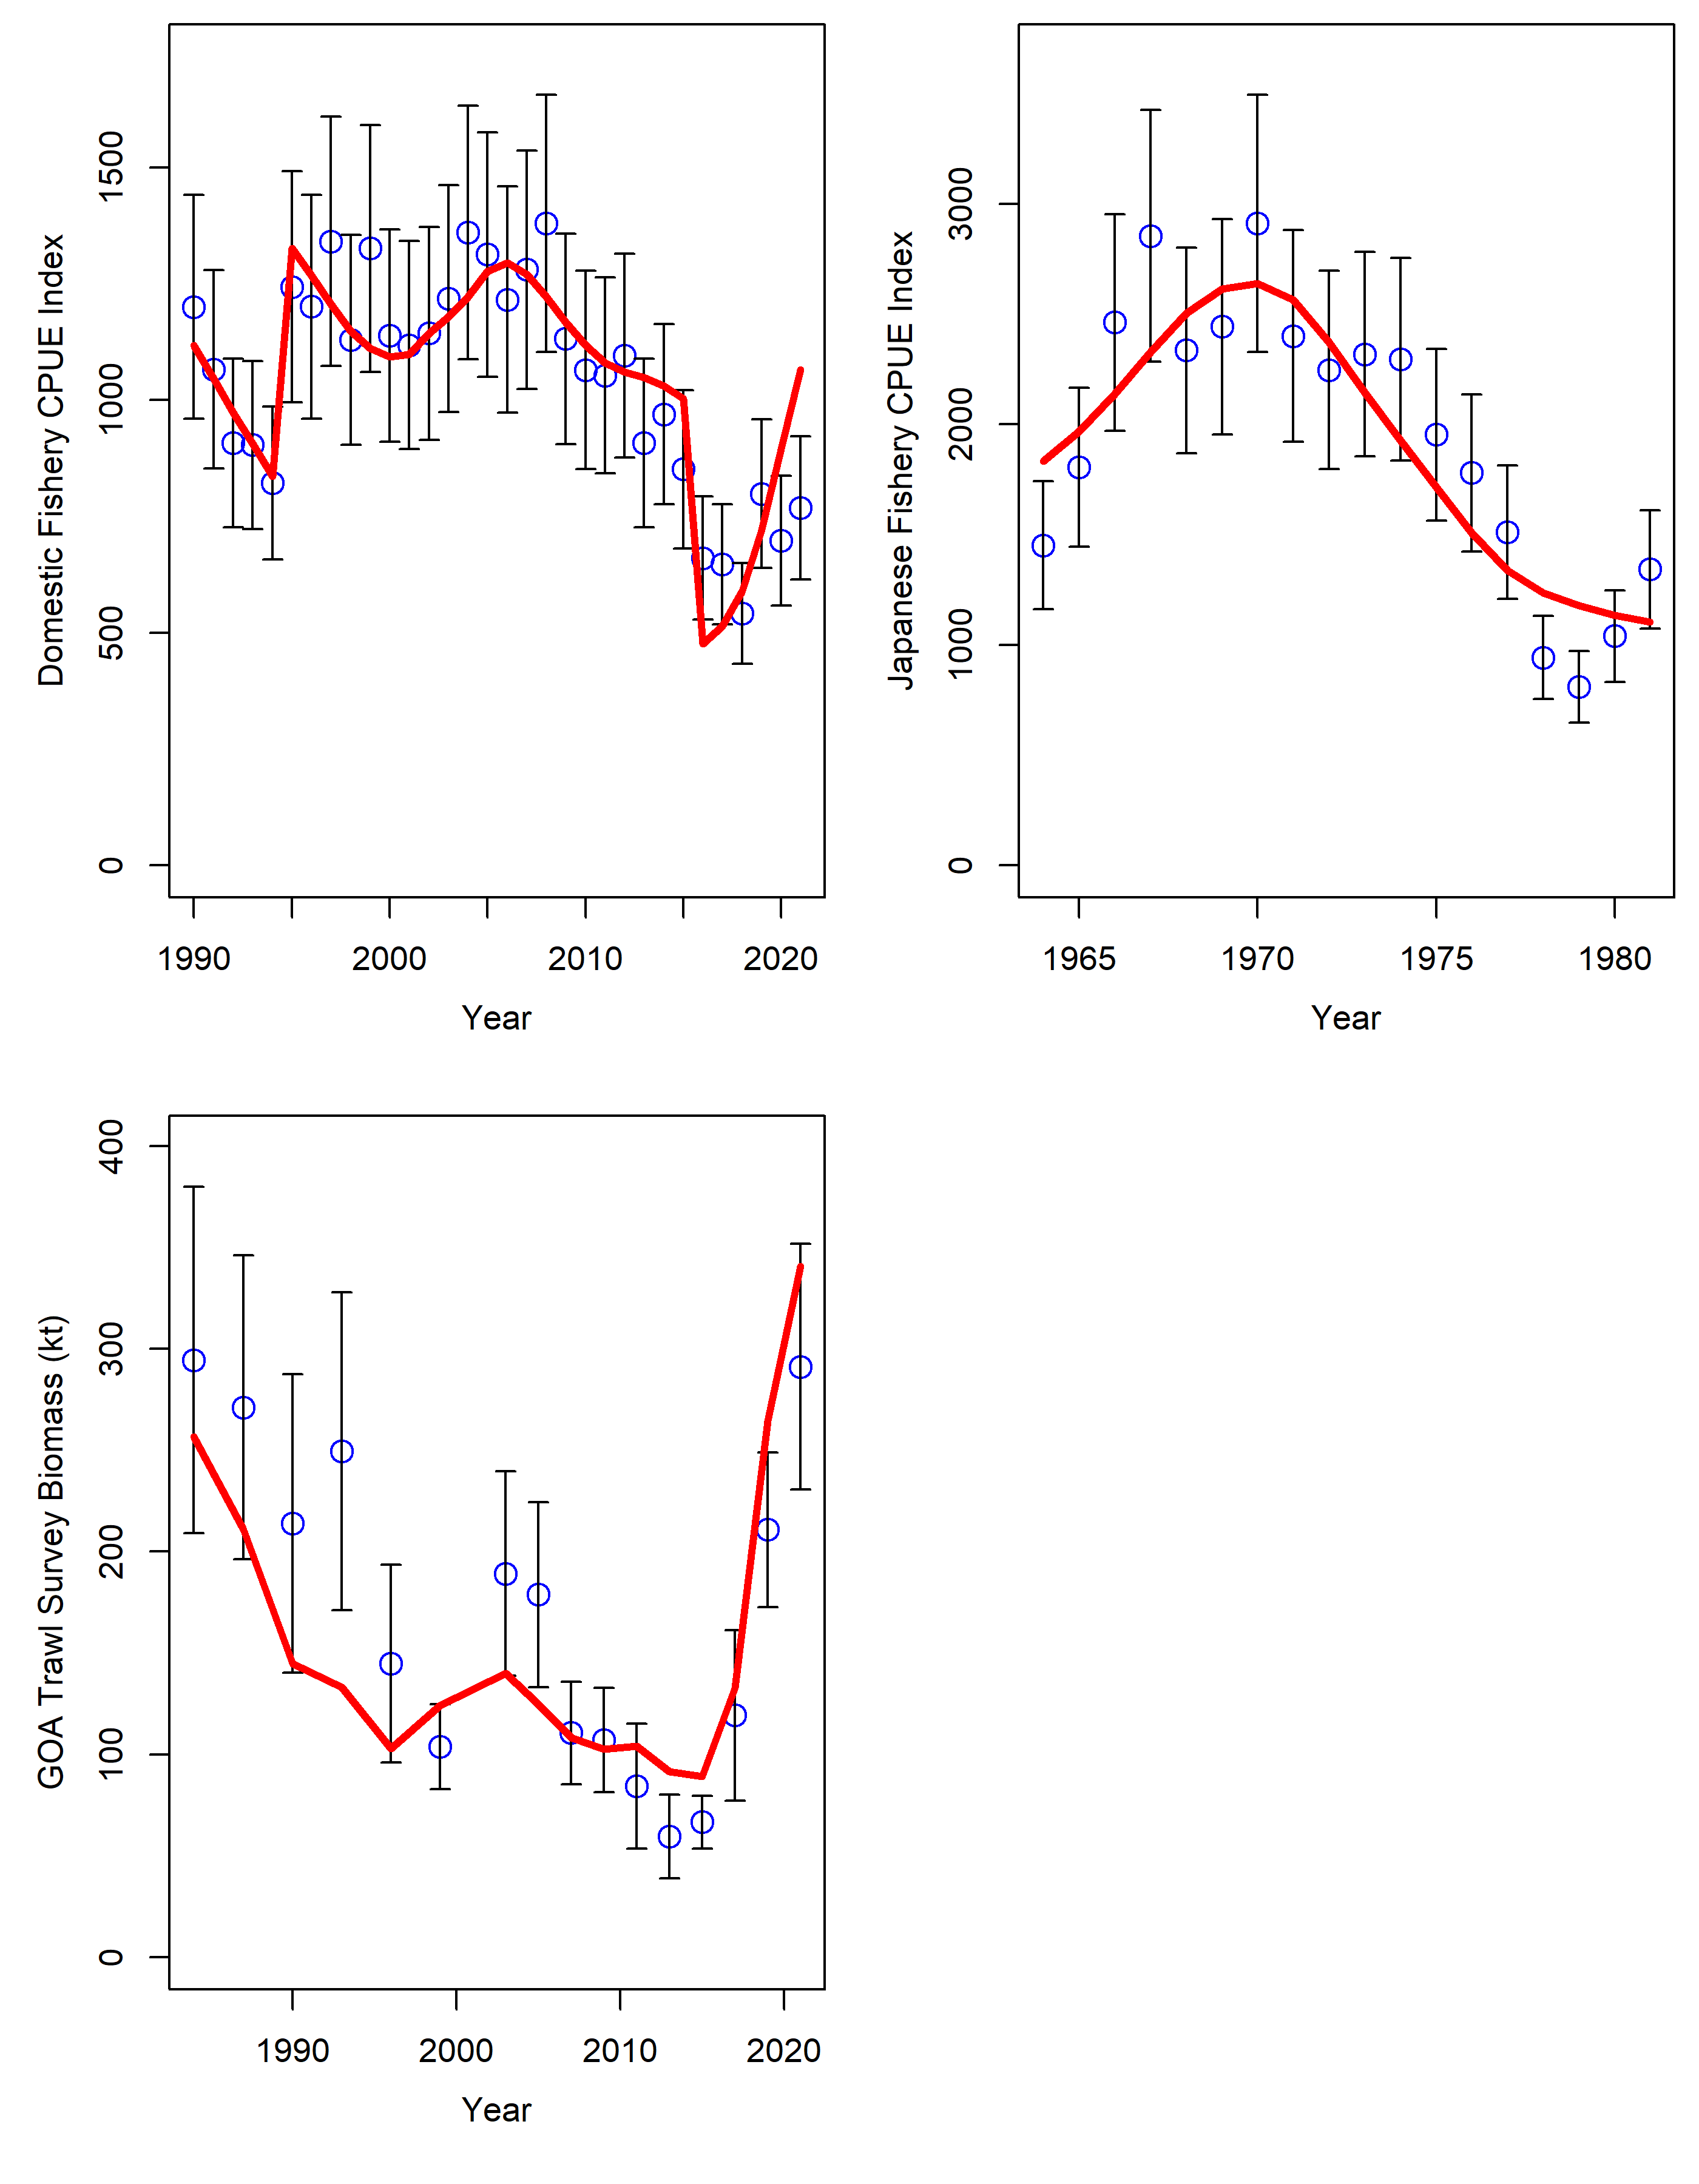 Domestic Fishery CPUE Index
1500
1000
500
0
1990 2000 2010 2020
Year
Japanese Fishery CPUE Index
3000
2000
1000
0
1965 1970 1975 1980
Year
GOA Trawl Survey Biomass (kt)
400
300
200
100
0
1990 2000 2010 2020
Year